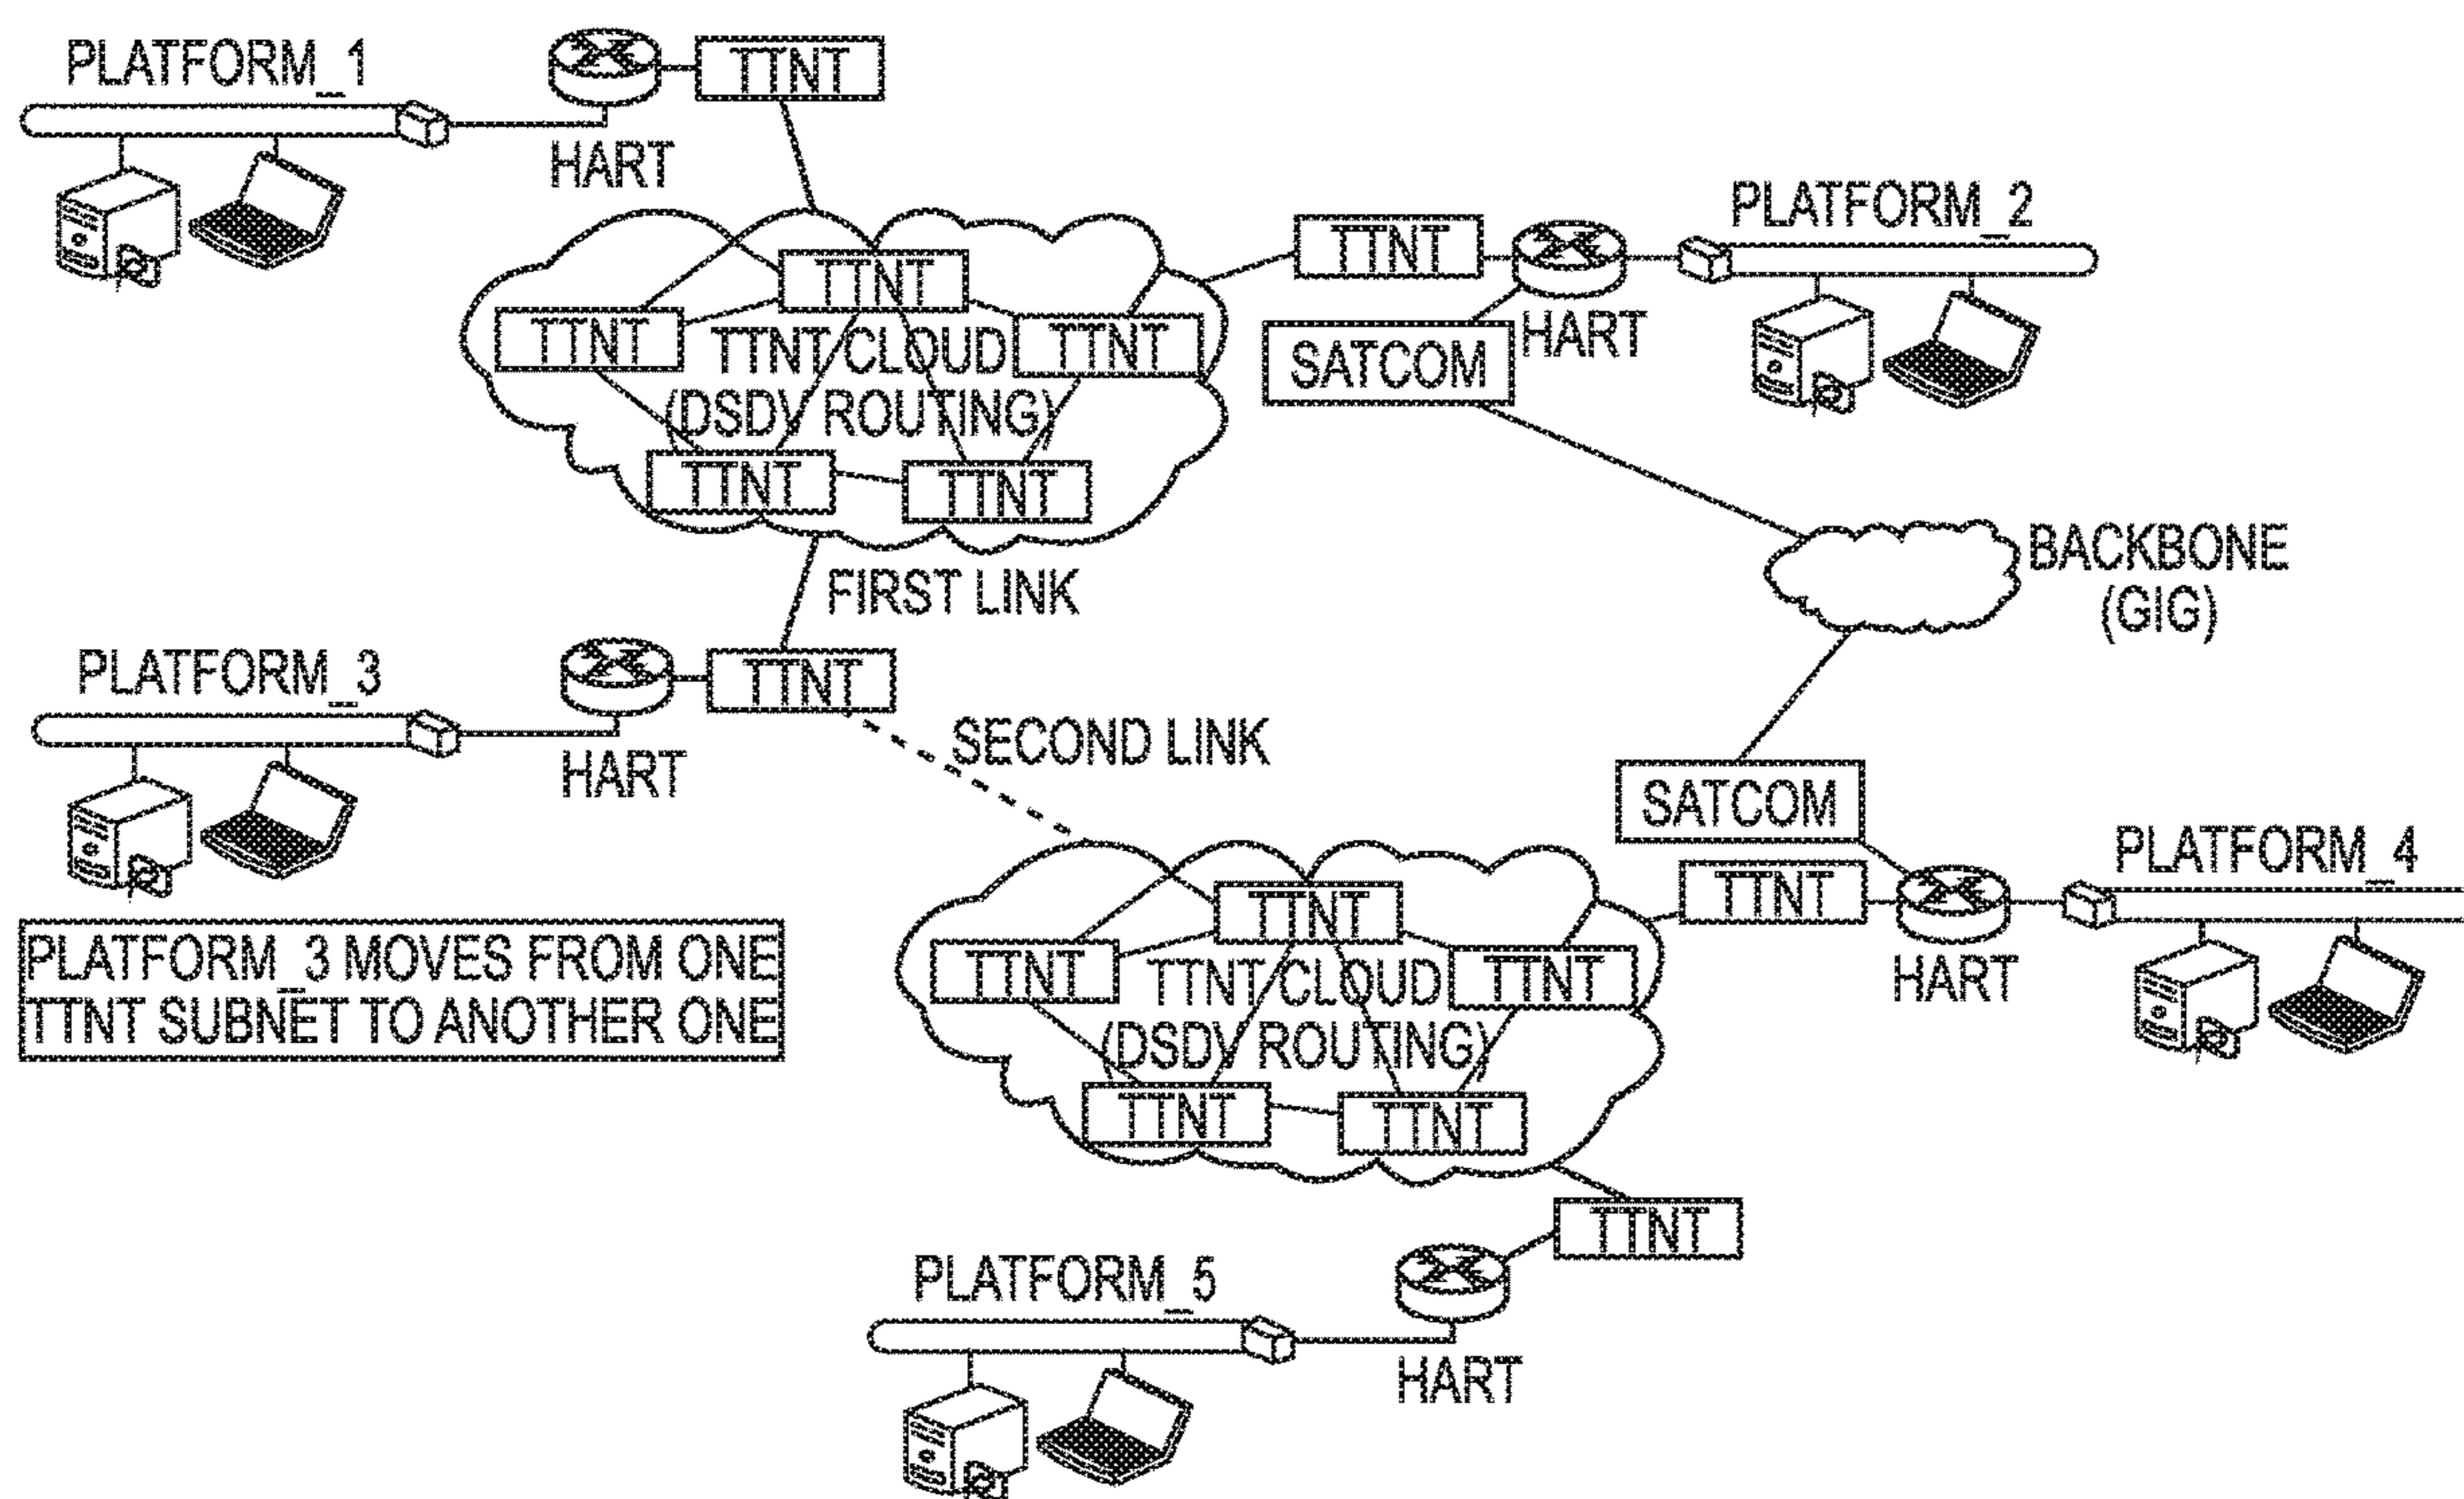 PLATFORM_1
TTNT
HART
PLATFORM_2
TTNT
HART
SATCOM
TTNT
TTNT
TTNT CLOUD
TTNT
(DSDV ROUTING)
TTNT
TTNT
BACKBONE
(GIG)
FIRST LINK
PLATFORM_3
TTNT
HART
SECOND LINK
SATCOM
PLATFORM_4
TTNT
HART
PLATFORM_3 MOVES FROM ONE
TTNT SUBNET TO ANOTHER ONE
TTNT
TTNT
TTNT CLOUD
TTNT
(DSDV ROUTING)
TTNT
TTNT
TTNT
PLATFORM_5
HART